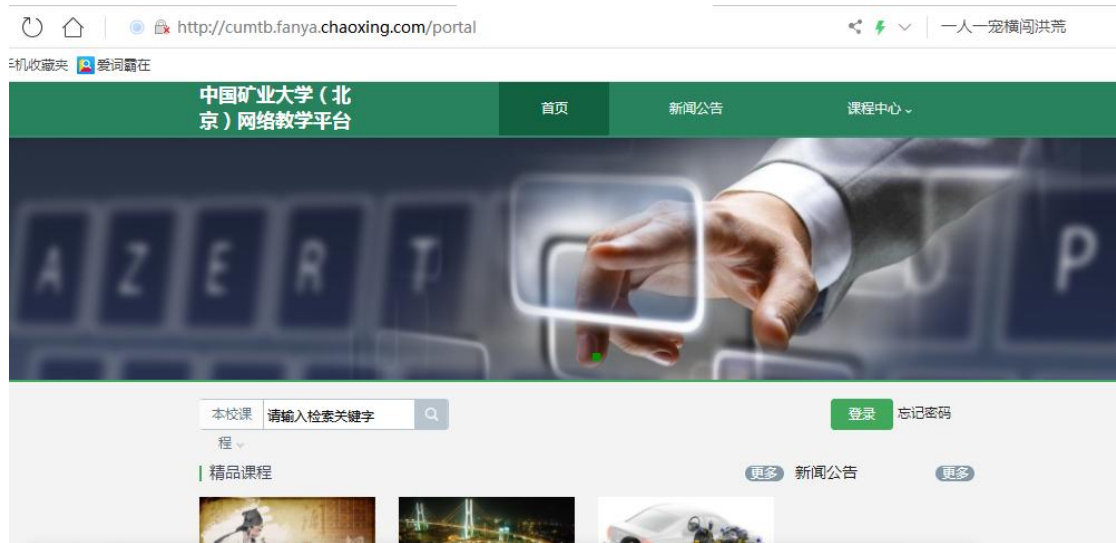 http://cumtb.fanya.chaoxing.com/portal
一人一宠横闯洪荒
手机收藏夹 爱词霸在
中国矿业大学（北
京）网络教学平台
首页 新闻公告 课程中心
A Z E R T U P
本校课 请输入检索关键字
程
登录 忘记密码
精品课程 更多 新闻公告 更多